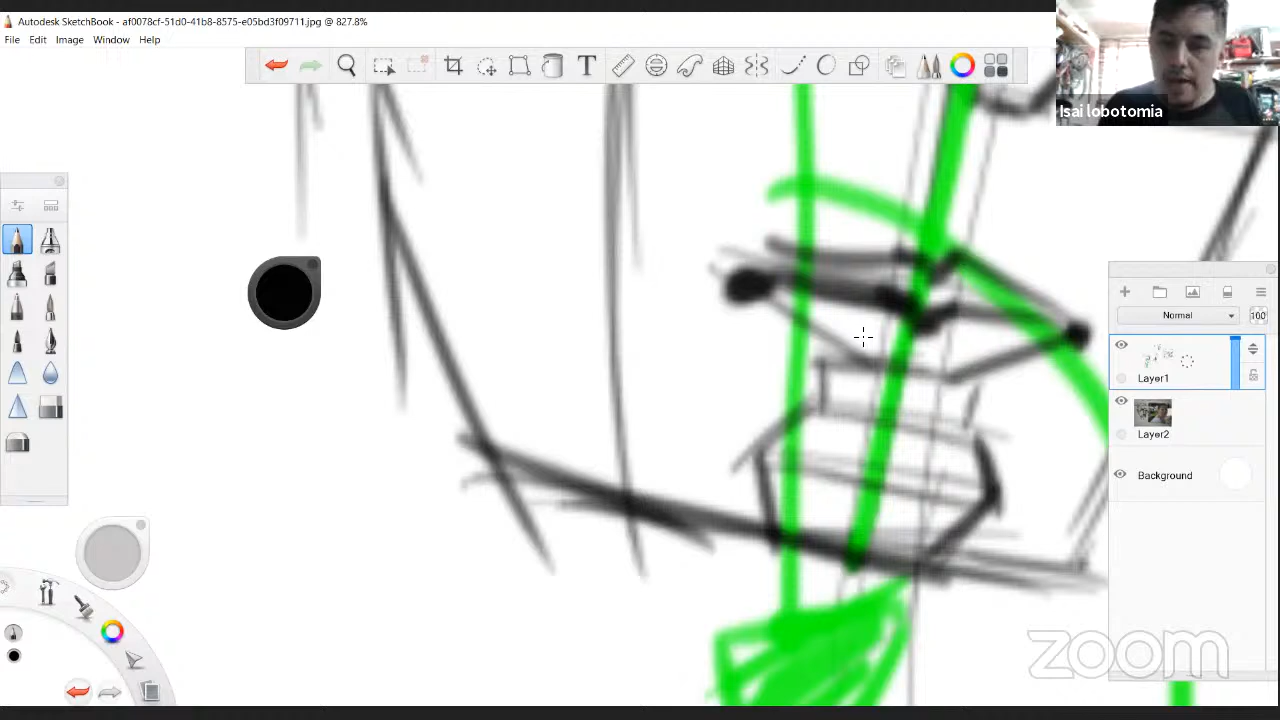 Autodesk SketchBook - af0078cf-51d0-41b8-8575-e05bd3f09711.jpg @ 827.8%
File Edit Image Window Help
T
Isai lobotomia
Normal
100
Layer1
Layer2
Background
zoom